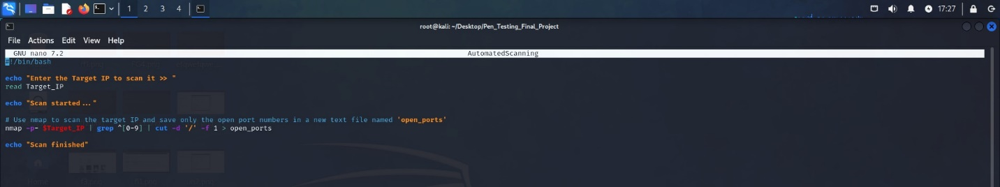 1 2 3 4 17:27
root@kali: ~/Desktop/Pen_Testing_Final_Project
File Actions Edit View Help
GNU nano 7.2 AutomatedScanning
#!/bin/bash
echo "Enter the Target IP to scan it >> "
read Target_IP
echo "Scan started..."
# Use nmap to scan the target IP and save only the open port numbers in a new text file named 'open_ports'
nmap -p- $Target_IP | grep ^[0-9] | cut -d '/' -f 1 > open_ports
echo "Scan finished"
Home